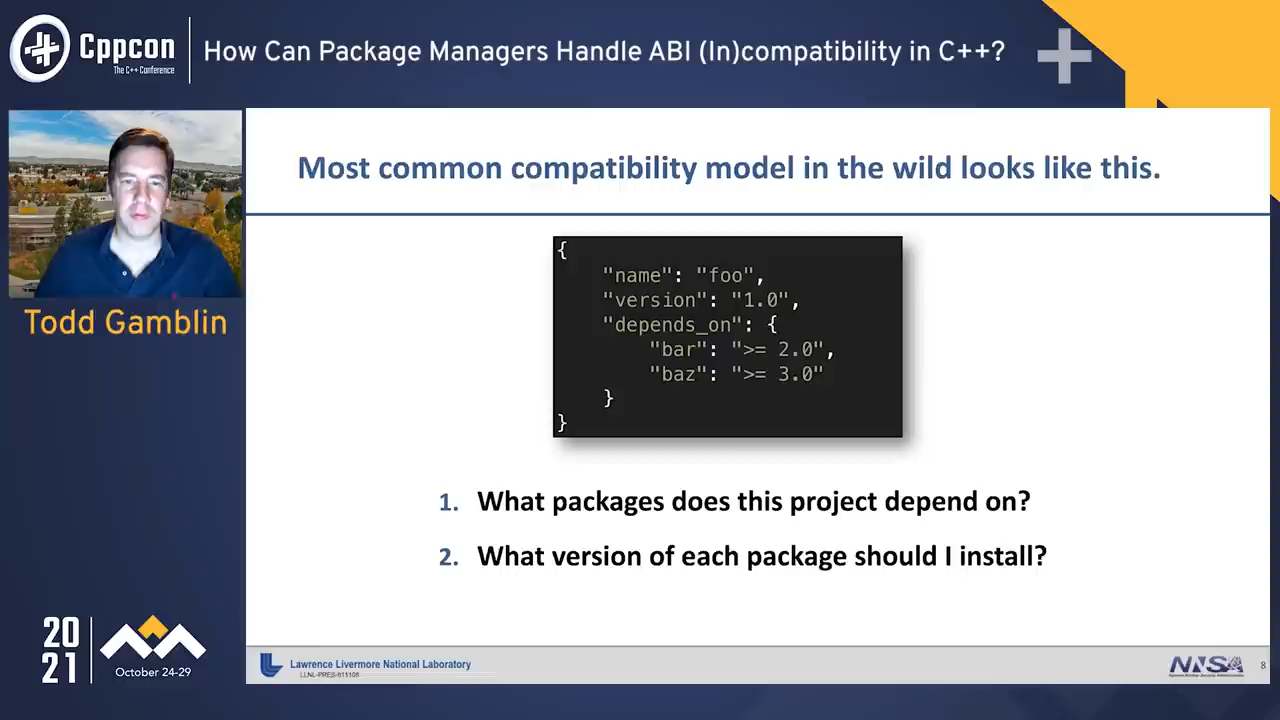 Cppcon
The C++ Conference
How Can Package Managers Handle ABI (In)compatibility in C++?
Todd Gamblin
Most common compatibility model in the wild looks like this.
{
    "name": "foo",
    "version": "1.0",
    "depends_on": {
        "bar": ">= 2.0",
        "baz": ">= 3.0"
    }
}
1. What packages does this project depend on?
2. What version of each package should I install?
20
21
October 24-29
Lawrence Livermore National Laboratory
LLNL-PRES-811108
NNSA
8